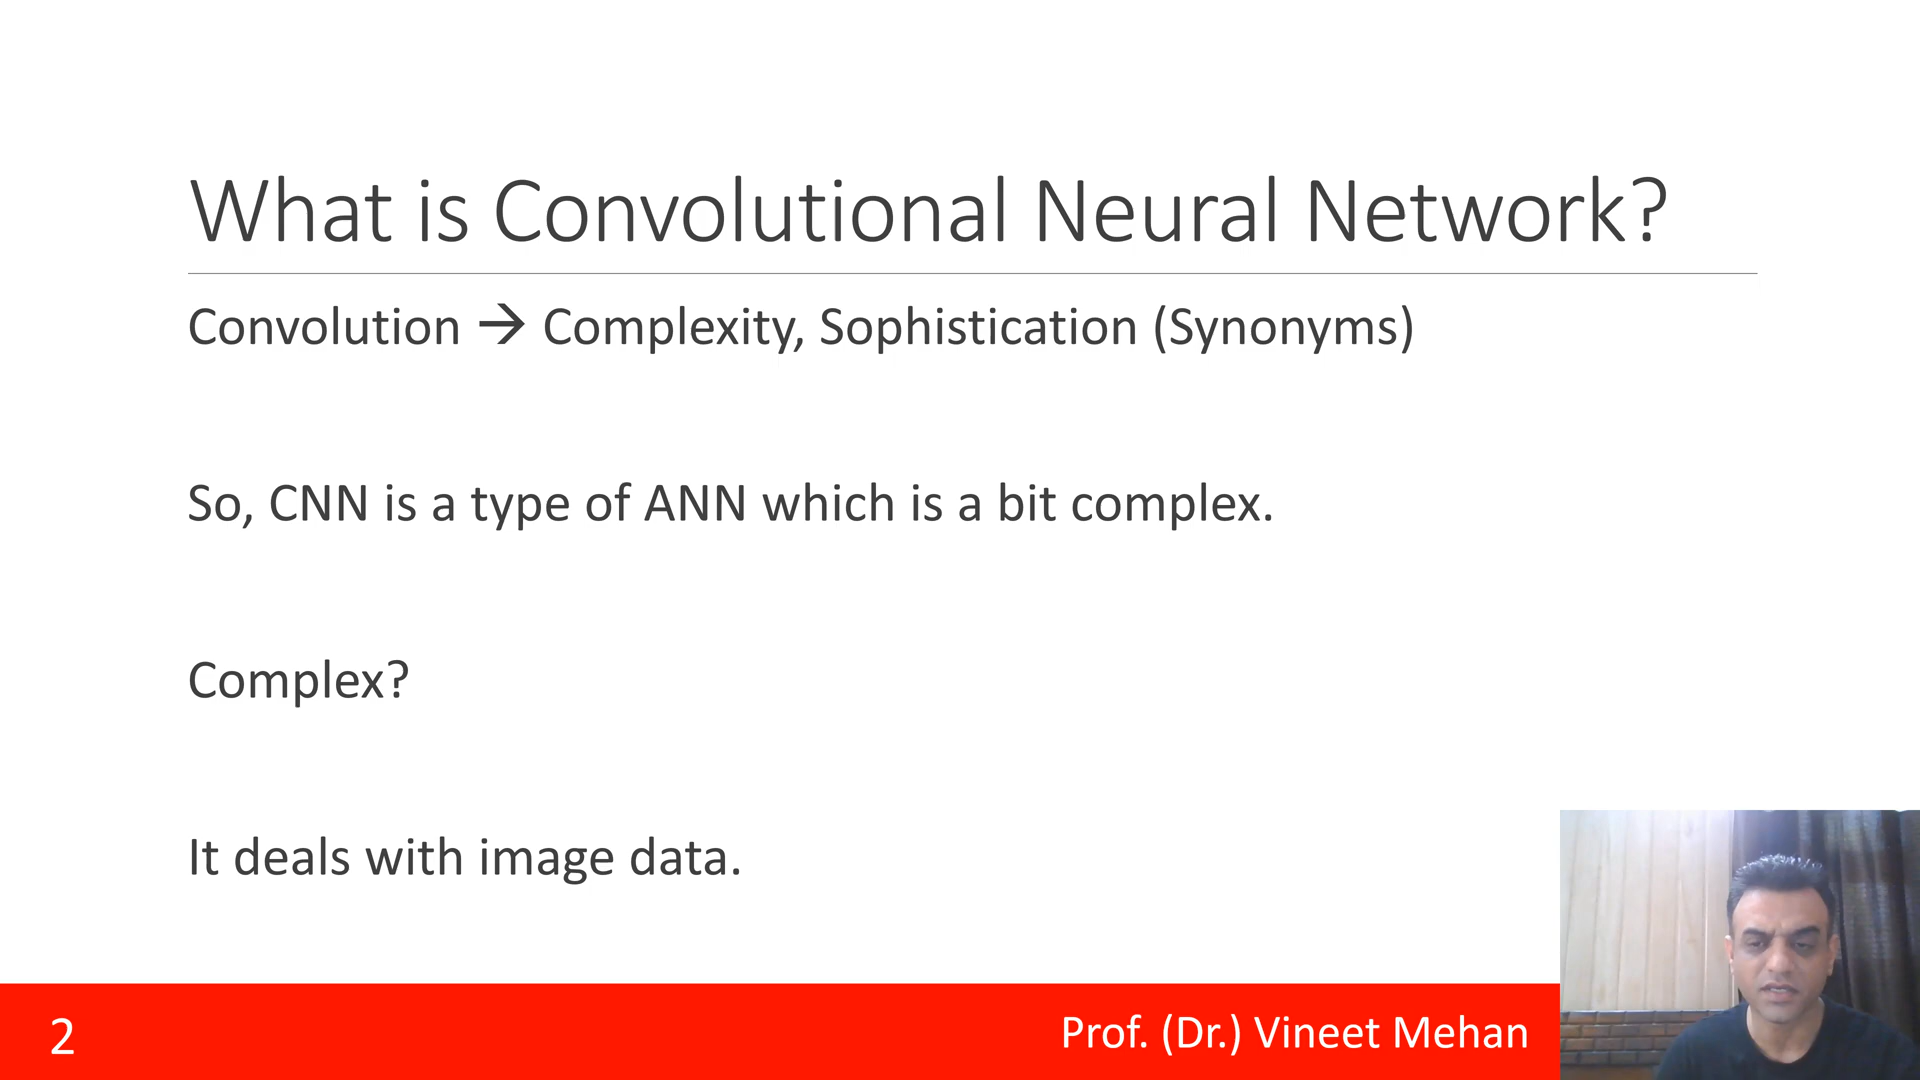 What is Convolutional Neural Network?
Convolution → Complexity, Sophistication (Synonyms)
So, CNN is a type of ANN which is a bit complex.
Complex?
It deals with image data.
2
Prof. (Dr.) Vineet Mehan